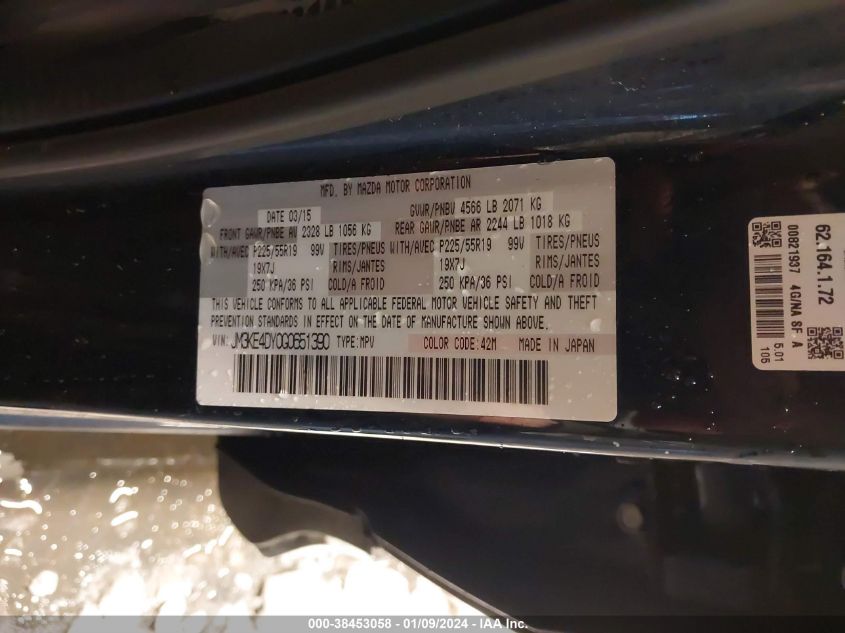 MFD. BY MAZDA MOTOR CORPORATION
DATE 03/15 GVWR/PNBV 4566 LB 2071 KG
FRONT GAWR/PNBE AV 2328 LB 1056 KG REAR GAWR/PNBE AR 2244 LB 1018 KG
WITH/AVEC P225/55R19 99V TIRES/PNEUS WITH/AVEC P225/55R19 99V TIRES/PNEUS
19X7J RIMS/JANTES 19X7J RIMS/JANTES
250 KPA/36 PSI COLD/A FROID 250 KPA/36 PSI COLD/A FROID
THIS VEHICLE CONFORMS TO ALL APPLICABLE FEDERAL MOTOR VEHICLE SAFETY AND THEFT
PREVENTION STANDARDS IN EFFECT ON THE DATE OF MANUFACTURE SHOWN ABOVE.
VIN: JM3KE4DY0G0651390 TYPE: MPV COLOR CODE: 42M MADE IN JAPAN
62.164.1.72
00821937 4G/NA SF. A
5.01
105
000-38453058 - 01/09/2024 - IAA Inc.